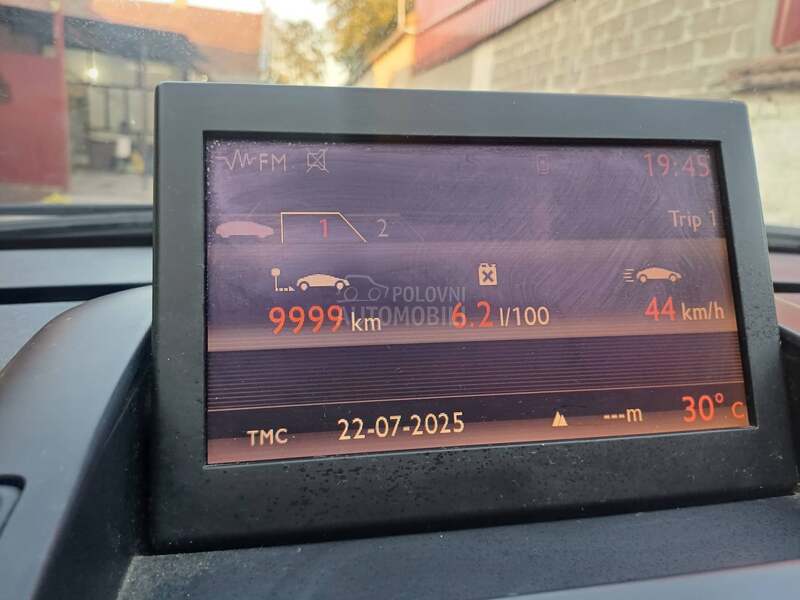 FM 19:45
1 2 Trip 1
9999 km 6.2 l/100 44 km/h
POLOVNI
AUTOMOBILI
TMC 22-07-2025 ---m 30° C